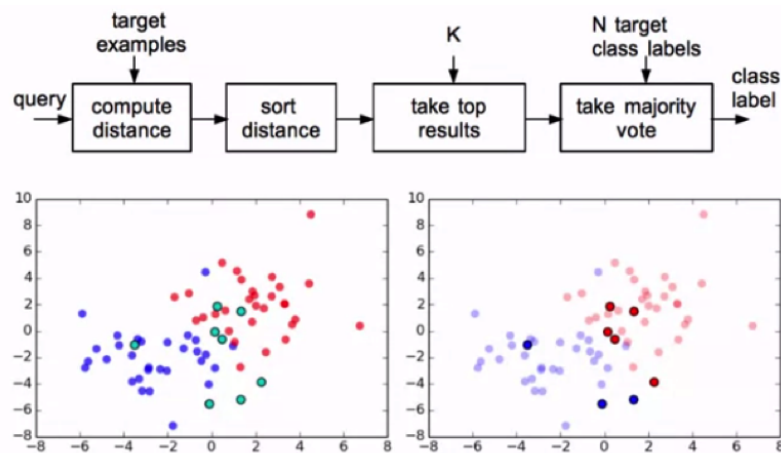 target
examples
K
N target
class labels
query
compute
distance
sort
distance
take top
results
take majority
vote
class
label
10
8
6
4
2
0
−2
−4
−6
−8
−8
−6
−4
−2
0
2
4
6
8
10
8
6
4
2
0
−2
−4
−6
−8
−8
−6
−4
−2
0
2
4
6
8